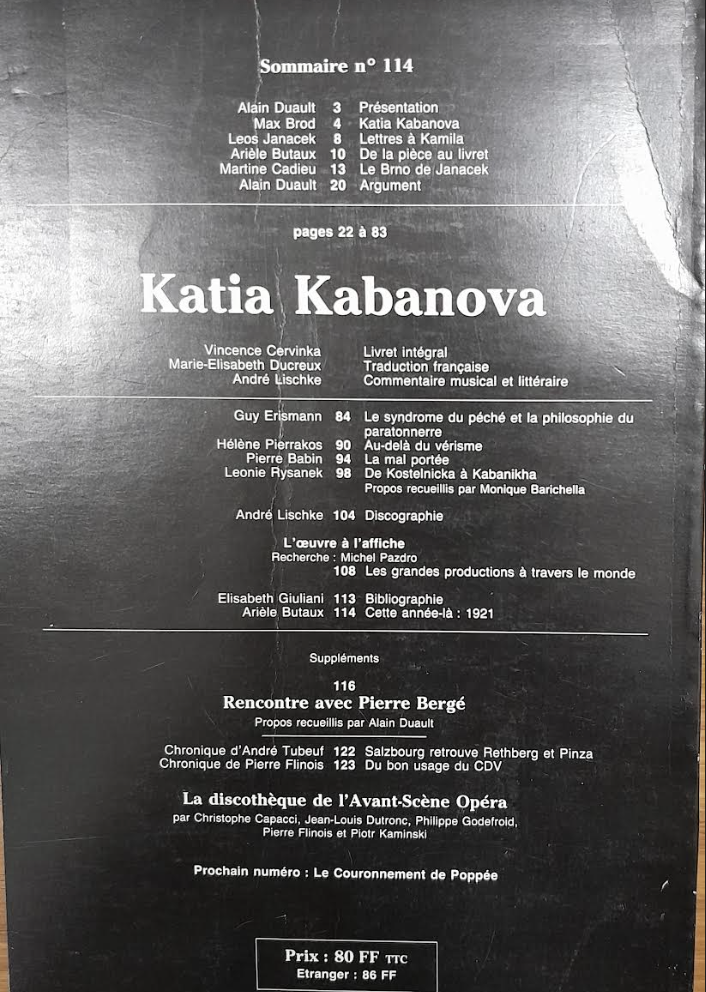 Sommaire n° 114
Alain Duault 3 Présentation
Max Brod 4 Katia Kabanova
Leos Janacek 8 Lettres à Kamila
Arièle Butaux 10 De la pièce au livret
Martine Cadieu 13 Le Brno de Janacek
Alain Duault 20 Argument
pages 22 à 83
Katia Kabanova
Vincence Cervinka Livret intégral
Marie-Elisabeth Ducreux Traduction française
André Lischke Commentaire musical et littéraire
Guy Erismann 84 Le syndrome du péché et la philosophie du
paratonnerre
Hélène Pierrakos 90 Au-delà du vérisme
Pierre Babin 94 La mal portée
Leonie Rysanek 98 De Kostelnicka à Kabanikha
Propos recueillis par Monique Barichella
André Lischke 104 Discographie
L'œuvre à l'affiche
Recherche : Michel Pazdro
108 Les grandes productions à travers le monde
Elisabeth Giuliani 113 Bibliographie
Arièle Butaux 114 Cette année-là : 1921
Suppléments
116
Rencontre avec Pierre Bergé
Propos recueillis par Alain Duault
Chronique d'André Tubeuf 122 Salzbourg retrouve Rethberg et Pinza
Chronique de Pierre Flinois 123 Du bon usage du CDV
La discothèque de l'Avant-Scène Opéra
par Christophe Capacci, Jean-Louis Dutronc, Philippe Godefroid,
Pierre Flinois et Piotr Kaminski
Prochain numéro : Le Couronnement de Poppée
Prix : 80 FF TTC
Etranger : 86 FF